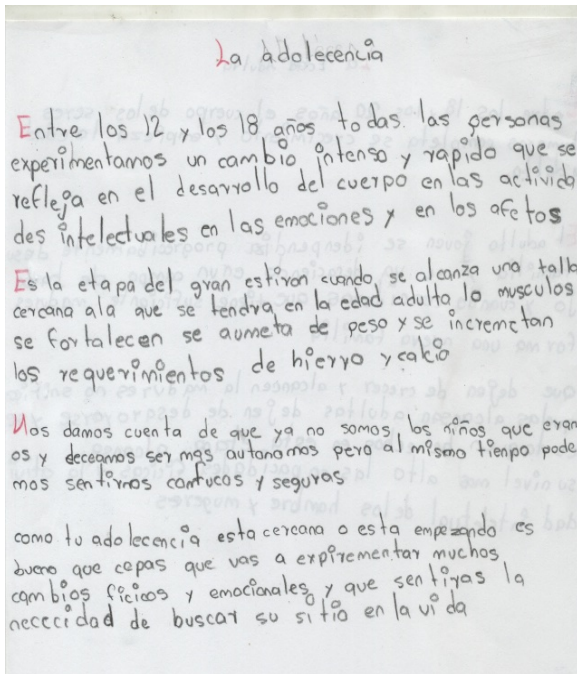 La adolecencia
Entre los 12 y los 18 años todas las personas
experimentamos un cambio intenso y rapido que se
refleja en el desarrollo del cuerpo en las activida
des intelectuales en las emociones y en los afetos
Es la etapa del gran estiron cuando se alcanza una talla
cercana ala que se tendra en la edad adulta los musculos
se fortalecen se aumeta de peso y se incremetan
los requerimientos de hierro y calcio
Nos damos cuenta de que ya no somos los niños que eram
os y deceamos ser mas autonomos pero al mismo tienpo pode
mos sentirnos confucos y seguras
como tu adolecencia esta cercana o esta empezando es
bueno que cepas que vas a expirementar muchos
cambios ficicos y emocionales y que sentiras la
necccidad de buscar su sitio en la vida